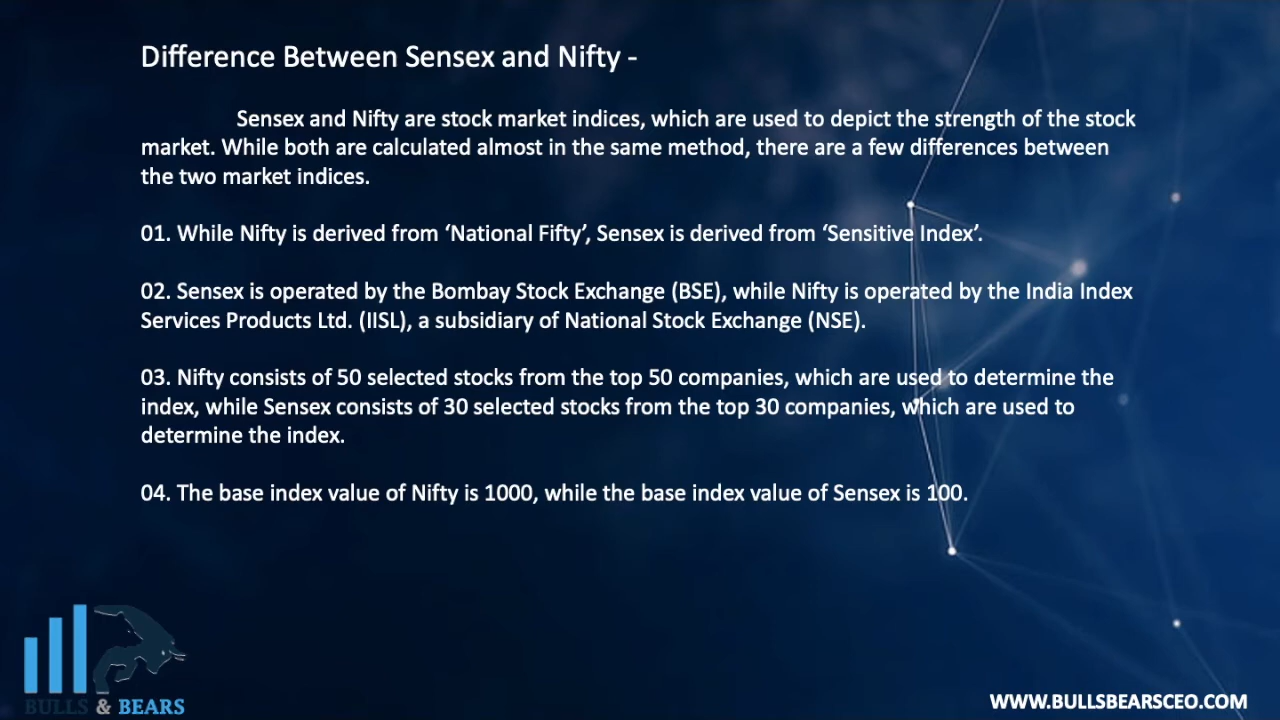 Difference Between Sensex and Nifty -
Sensex and Nifty are stock market indices, which are used to depict the strength of the stock
market. While both are calculated almost in the same method, there are a few differences between
the two market indices.
01. While Nifty is derived from ‘National Fifty’, Sensex is derived from ‘Sensitive Index’.
02. Sensex is operated by the Bombay Stock Exchange (BSE), while Nifty is operated by the India Index
Services Products Ltd. (IISL), a subsidiary of National Stock Exchange (NSE).
03. Nifty consists of 50 selected stocks from the top 50 companies, which are used to determine the
index, while Sensex consists of 30 selected stocks from the top 30 companies, which are used to
determine the index.
04. The base index value of Nifty is 1000, while the base index value of Sensex is 100.
BULLS & BEARS
WWW.BULLSBEARSCEO.COM